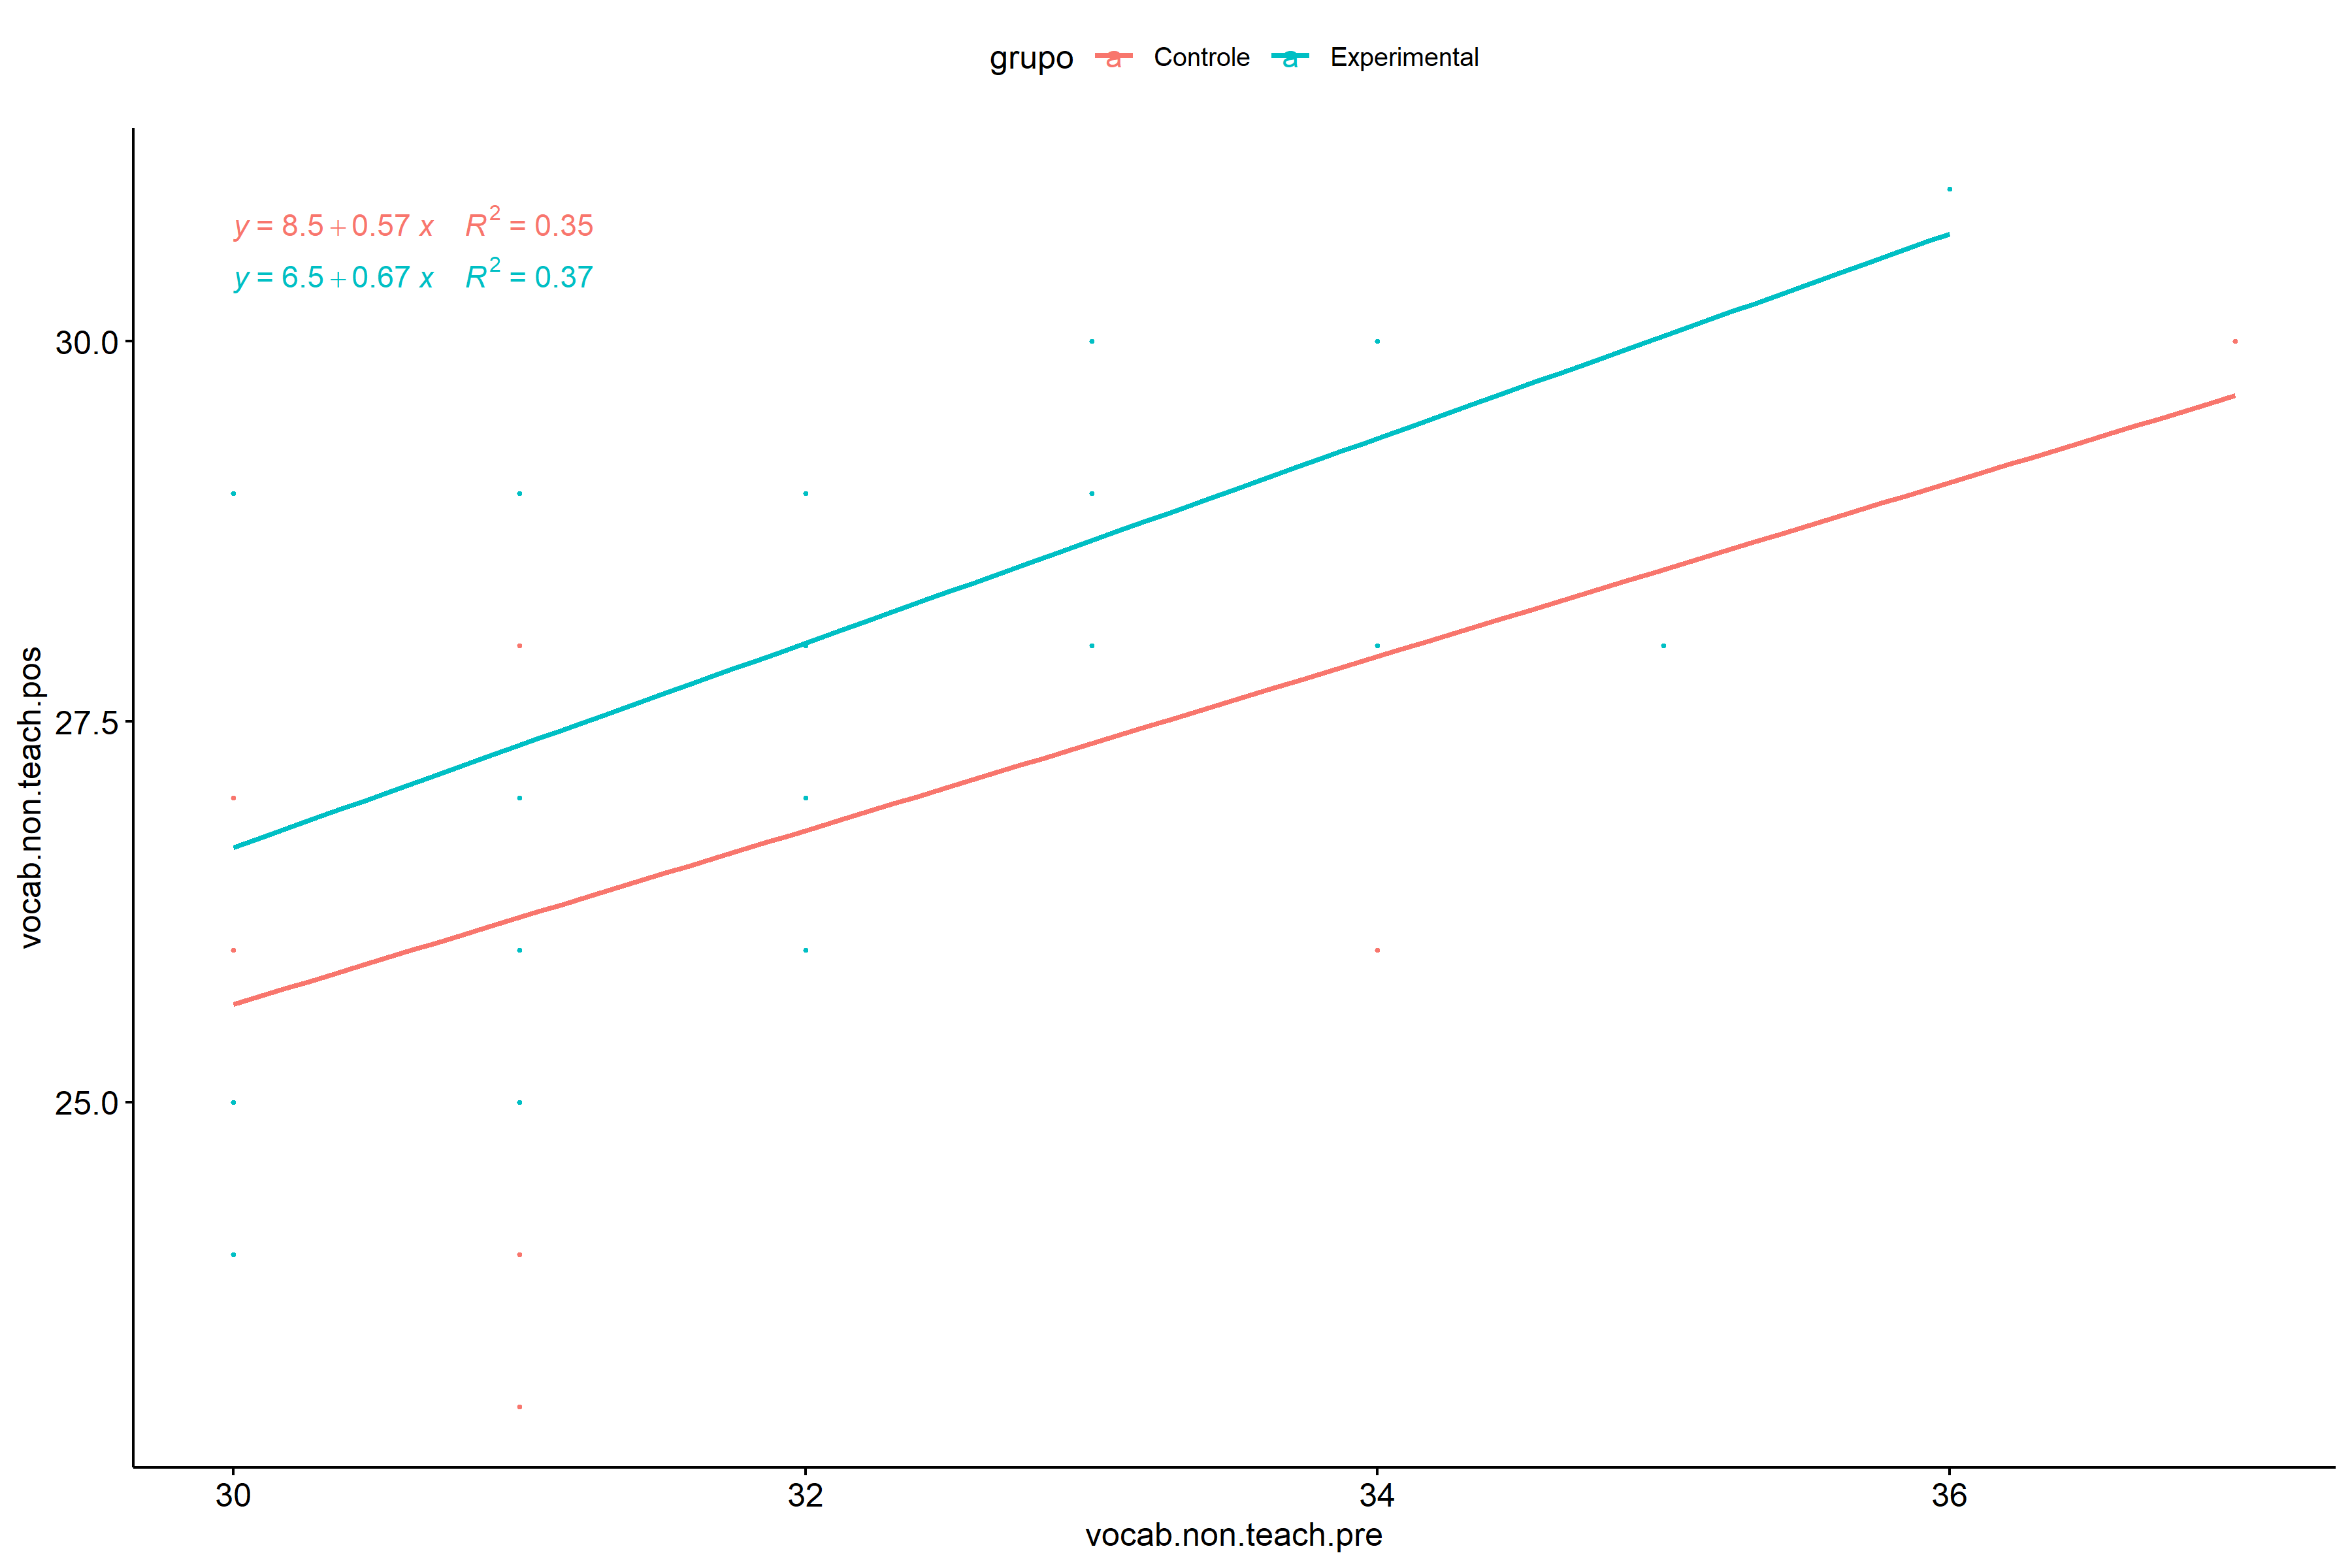 grupo a Controle a Experimental
y = 8.5 + 0.57 x R² = 0.35
y = 6.5 + 0.67 x R² = 0.37
30.0
27.5
25.0
vocab.non.teach.pos
30 32 34 36
vocab.non.teach.pre